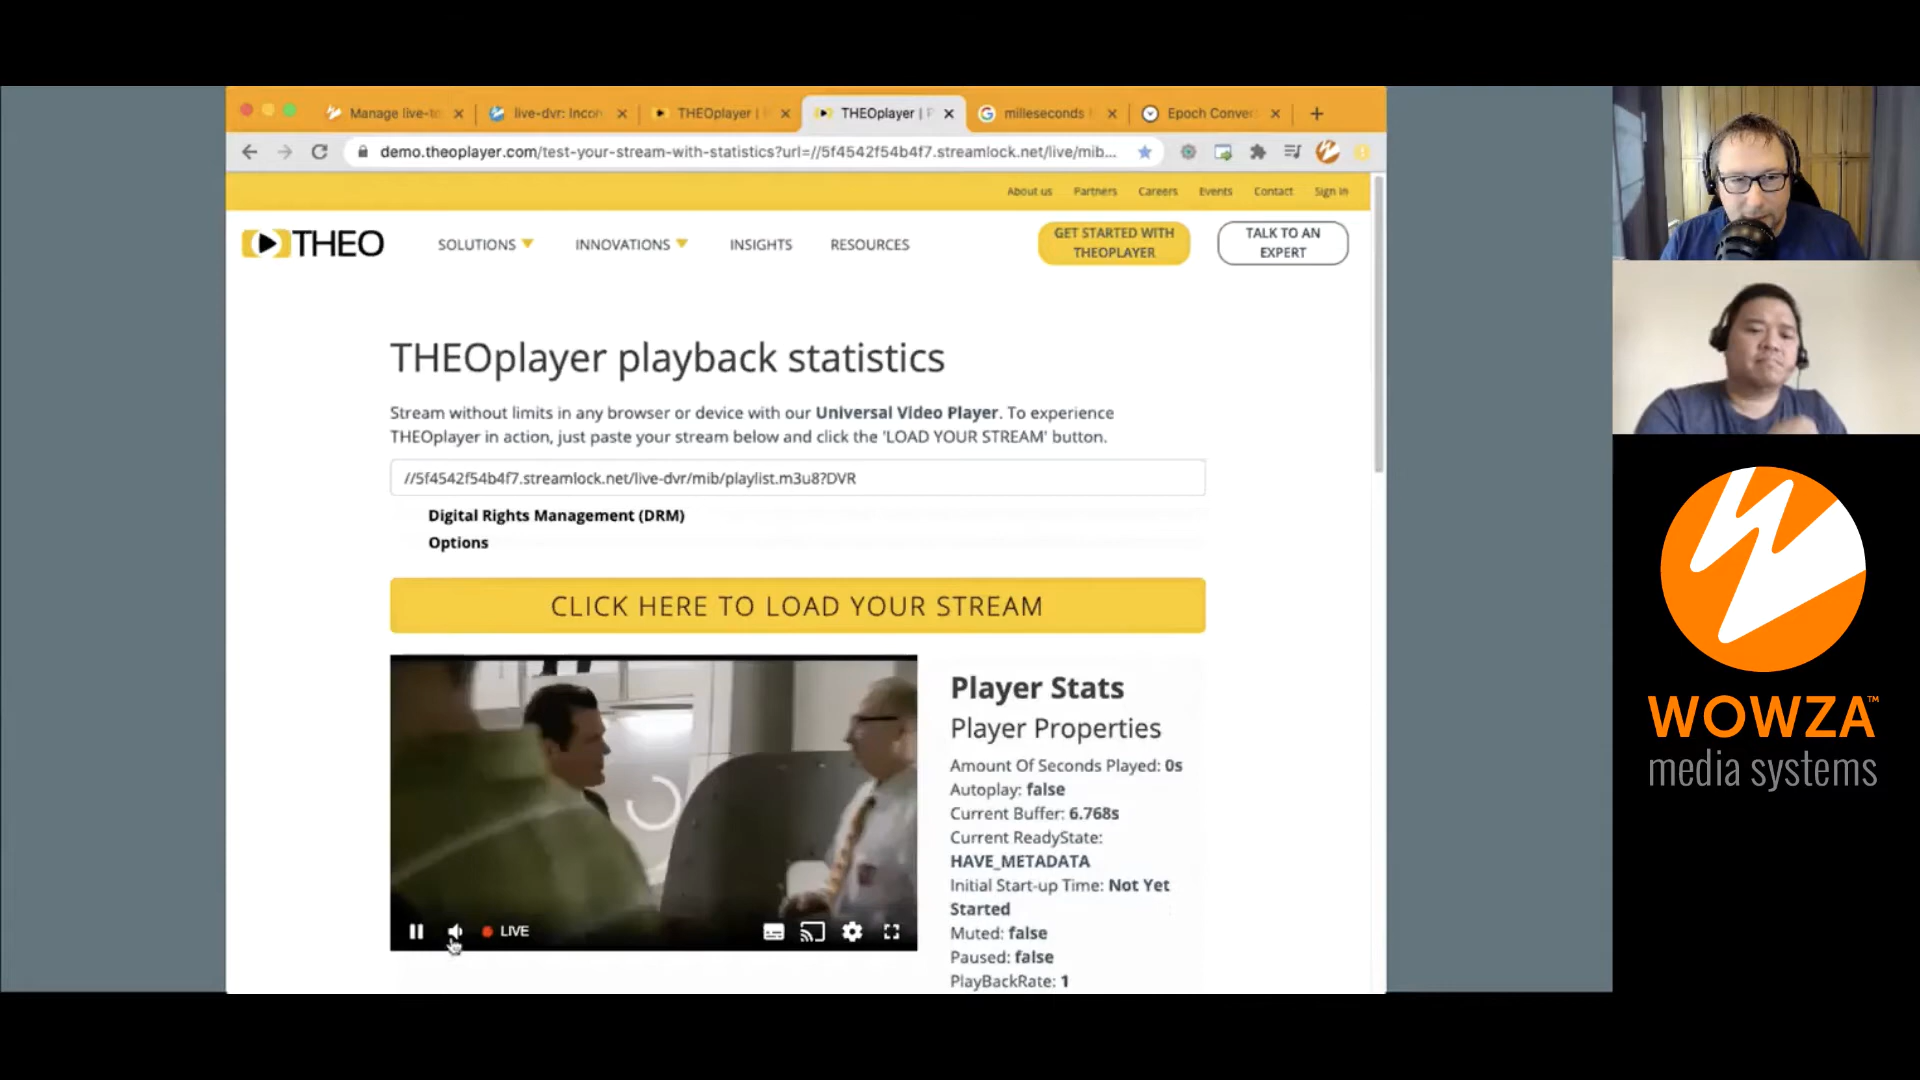 Manage live-to
live-dvr: Incon
THEOplayer |
THEOplayer | P
milleseconds
Epoch Conver
demo.theoplayer.com/test-your-stream-with-statistics?url=//5f4542f54b4f7.streamlock.net/live/mib...
About us Partners Careers Events Contact Sign in
THEO
SOLUTIONS
INNOVATIONS
INSIGHTS
RESOURCES
GET STARTED WITH
THEOPLAYER
TALK TO AN
EXPERT
THEOplayer playback statistics
Stream without limits in any browser or device with our Universal Video Player. To experience
THEOplayer in action, just paste your stream below and click the 'LOAD YOUR STREAM' button.
//5f4542f54b4f7.streamlock.net/live-dvr/mib/playlist.m3u8?DVR
Digital Rights Management (DRM)
Options
CLICK HERE TO LOAD YOUR STREAM
LIVE
Player Stats
Player Properties
Amount Of Seconds Played: 0s
Autoplay: false
Current Buffer: 6.768s
Current ReadyState:
HAVE_METADATA
Initial Start-up Time: Not Yet
Started
Muted: false
Paused: false
PlayBackRate: 1
WOWZA™
media systems